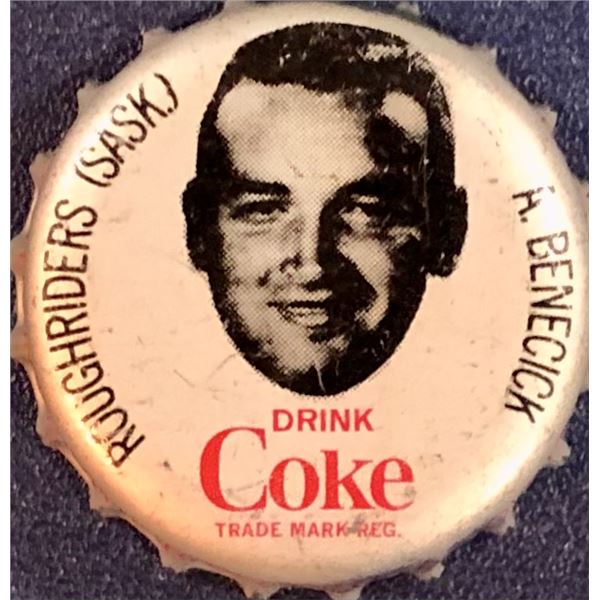 ROUGHRIDERS (SASK)
A. BENECICK
DRINK
Coke
TRADE MARK REG.